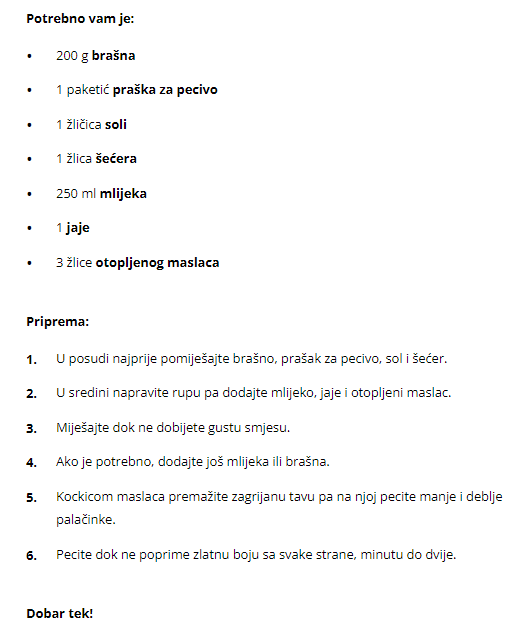 Potrebno vam je:
• 200 g brašna
• 1 paketić praška za pecivo
• 1 žličica soli
• 1 žlica šećera
• 250 ml mlijeka
• 1 jaje
• 3 žlice otopljenog maslaca
Priprema:
1. U posudi najprije pomiješajte brašno, prašak za pecivo, sol i šećer.
2. U sredini napravite rupu pa dodajte mlijeko, jaje i otopljeni maslac.
3. Miješajte dok ne dobijete gustu smjesu.
4. Ako je potrebno, dodajte još mlijeka ili brašna.
5. Kockicom maslaca premažite zagrijanu tavu pa na njoj pecite manje i deblje
palačinke.
6. Pecite dok ne poprime zlatnu boju sa svake strane, minutu do dvije.
Dobar tek!